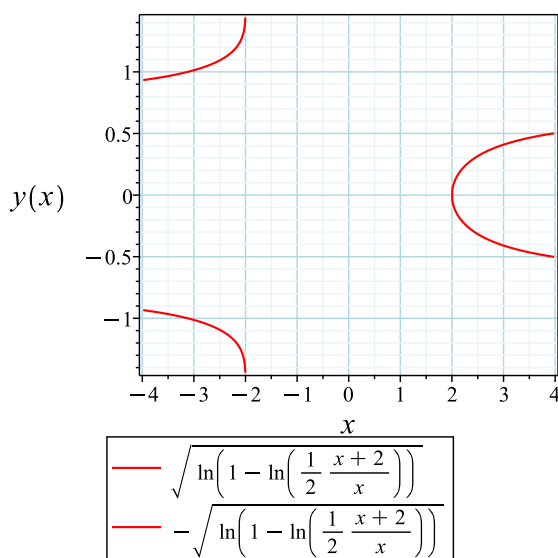 1
0.5
y(x) 0
−0.5
−1
−4 −3 −2 −1 0 1 2 3 4
x
√(ln(1 − ln(1/2 (x + 2)/x)))
−√(ln(1 − ln(1/2 (x + 2)/x)))